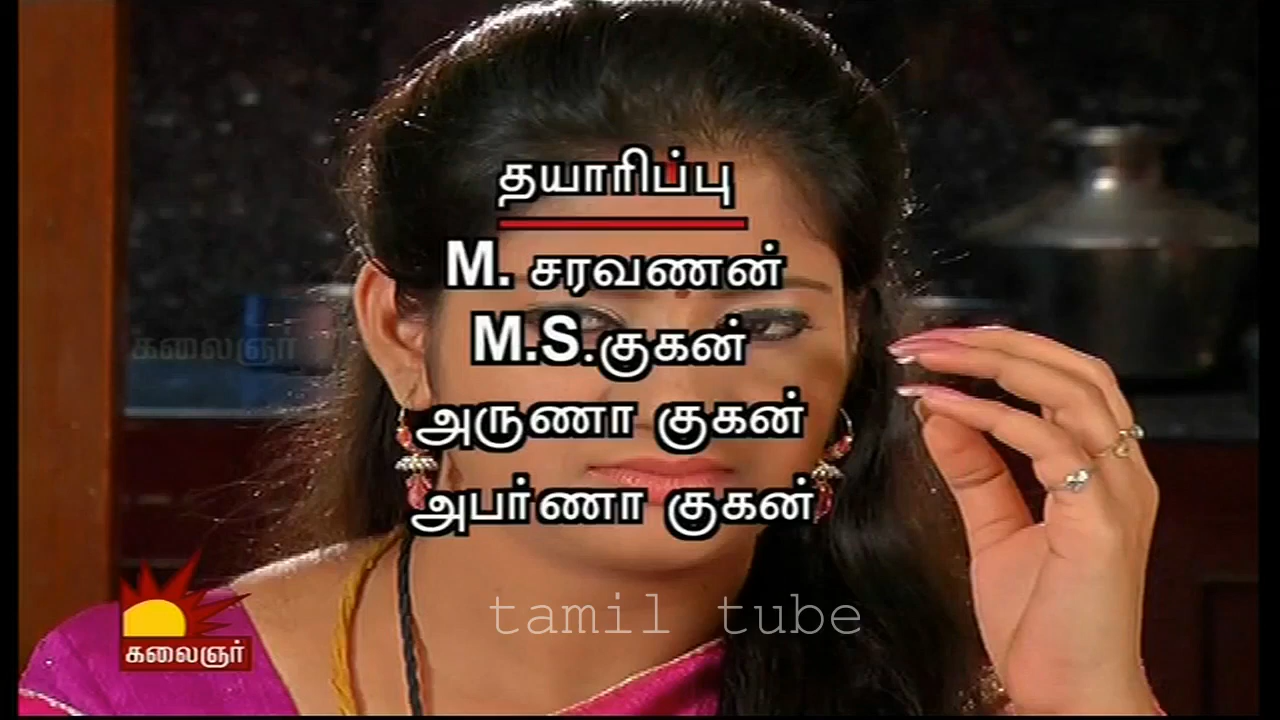 தயாரிப்பு
M. சரவணன்
M.S.குகன்
அருணா குகன்
அபர்ணா குகன்
கலைஞர்
tamil tube
கலைஞர்